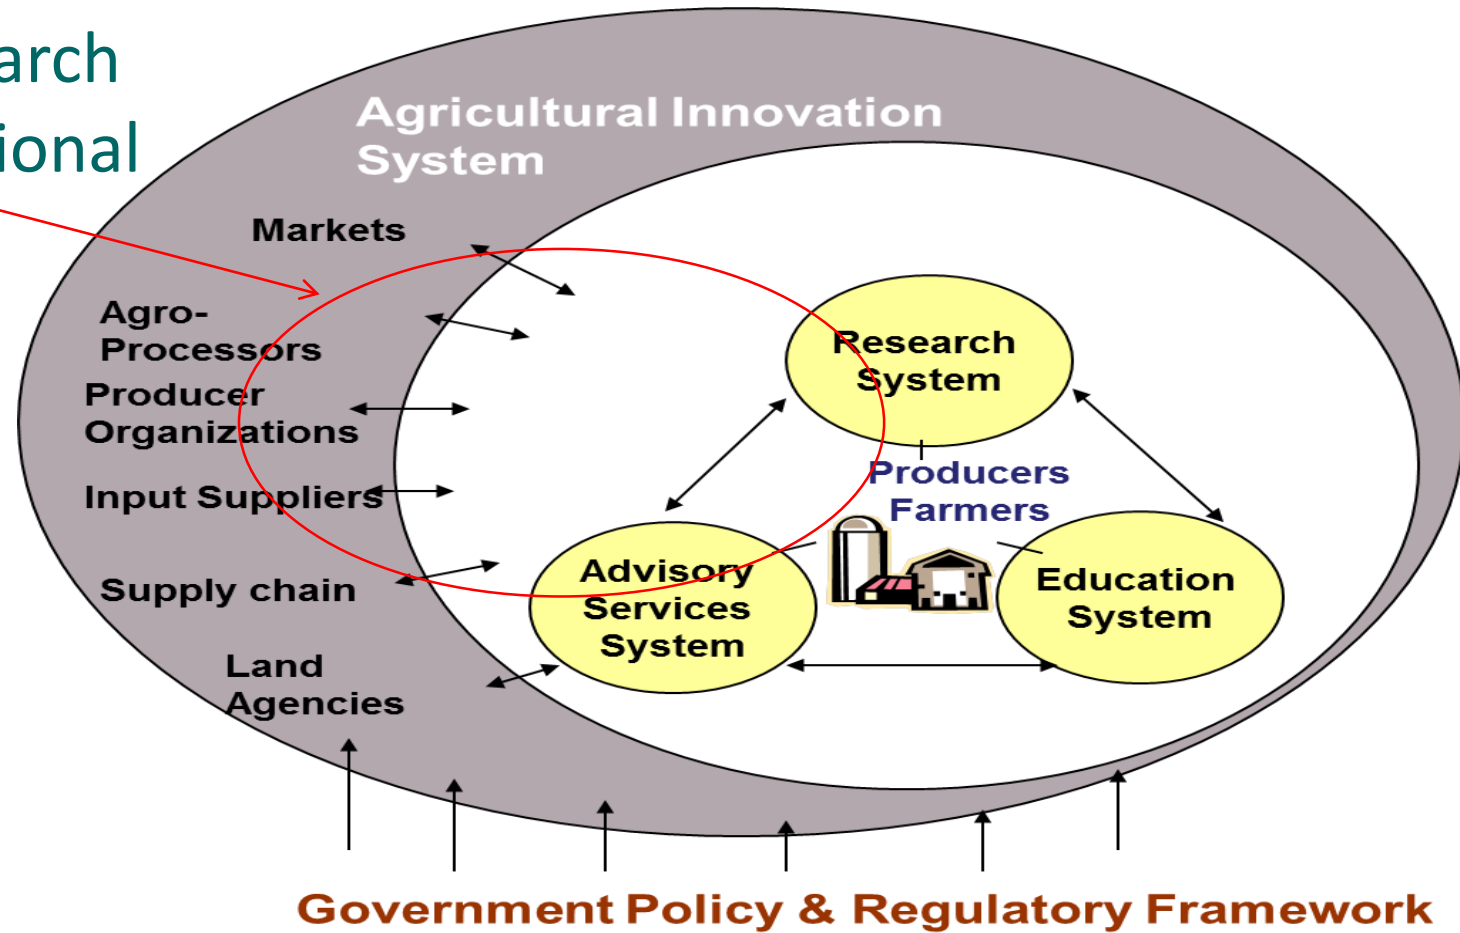 arch
ional
Agricultural Innovation
System
Markets
Agro-
Processors
Producer
Organizations
Input Suppliers
Supply chain
Land
Agencies
Research
System
Producers
Farmers
Advisory
Services
System
Education
System
Government Policy & Regulatory Framework